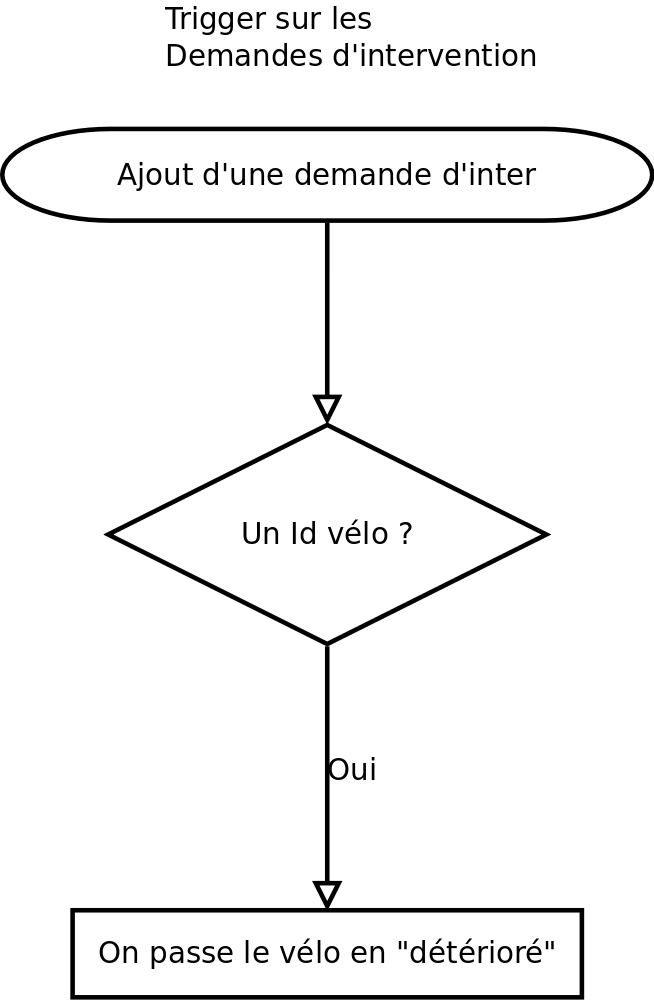 Trigger sur les
Demandes d'intervention
Ajout d'une demande d'inter
Un Id vélo ?
Oui
On passe le vélo en "détérioré"